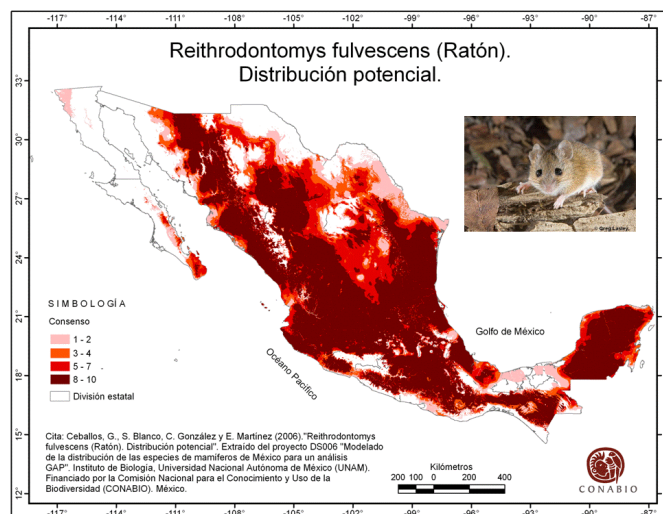 -117° -114° -111° -108° -105° -102° -99° -96° -93° -90° -87°
Reithrodontomys fulvescens (Ratón).
Distribución potencial.
33°
30°
27°
24°
21°
18°
15°
12°
© Greg Lasley
SIMBOLOGÍA
Consenso
1 - 2
3 - 4
5 - 7
8 - 10
División estatal
Golfo de México
Océano Pacífico
Cita: Ceballos, G., S. Blanco, C. González y E. Martínez (2006)."Reithrodontomys
fulvescens (Ratón). Distribución potencial". Extraído del proyecto DS006 "Modelado
de la distribución de las especies de mamíferos de México para un análisis
GAP". Instituto de Biología, Universidad Nacional Autónoma de México (UNAM).
Financiado por la Comisión Nacional para el Conocimiento y Uso de la
Biodiversidad (CONABIO). México.
Kilómetros
200 100 0 200 400
CONABIO
-117° -114° -111° -108° -105° -102° -99° -96° -93° -90° -87°